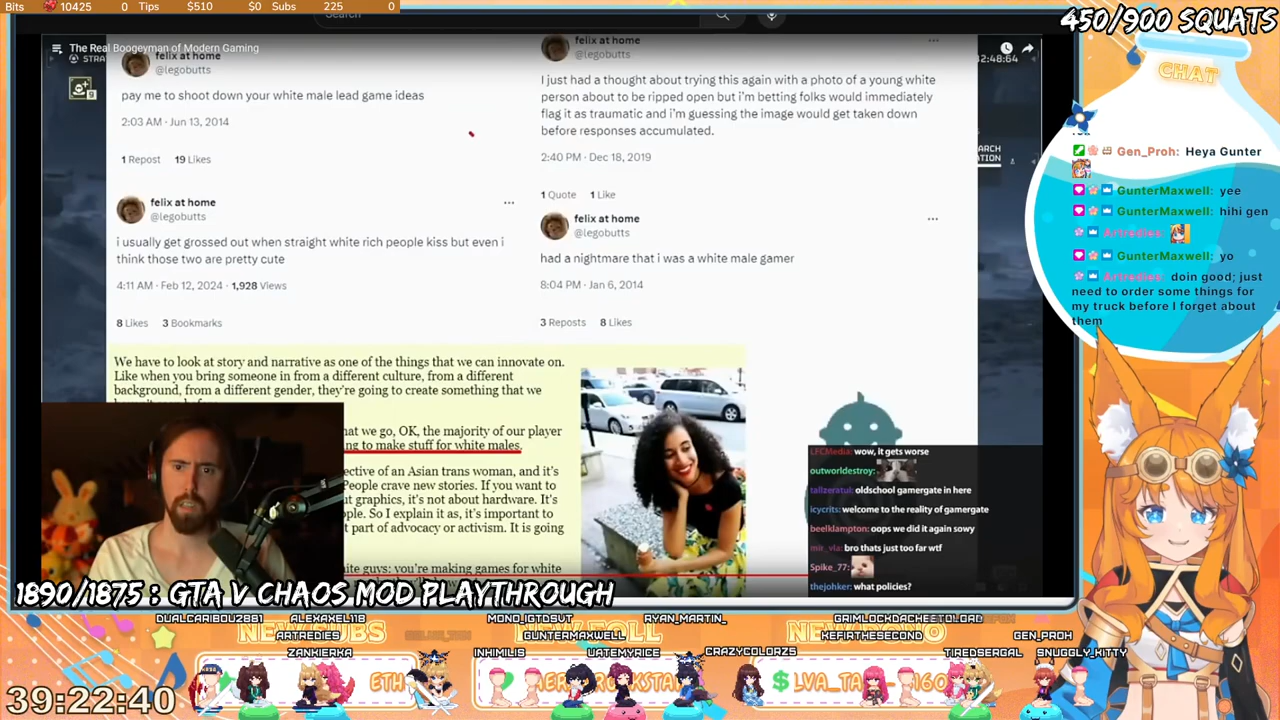 Bits 10425 0 Tips $510 $0 Subs 225 0
450/900 SQUATS
Search
The Real Boogeyman of Modern Gaming
felix at home
@legobutts
pay me to shoot down your white male lead game ideas
2:03 AM · Jun 13, 2014
1 Repost 19 Likes
felix at home
@legobutts
I just had a thought about trying this again with a photo of a young white
person about to be ripped open but i'm betting folks would immediately
flag it as traumatic and i'm guessing the image would get taken down
before responses accumulated.
2:40 PM · Dec 18, 2019
1 Quote 1 Like
felix at home
@legobutts
i usually get grossed out when straight white rich people kiss but even i
think those two are pretty cute
4:11 AM · Feb 12, 2024 · 1,928 Views
8 Likes 3 Bookmarks
felix at home
@legobutts
had a nightmare that i was a white male gamer
8:04 PM · Jan 6, 2014
3 Reposts 8 Likes
We have to look at story and narrative as one of the things that we can innovate on.
Like when you bring someone in from a different culture, from a different
background, from a different gender, they're going to create something that we
hat we go, OK, the majority of our player
ng to make stuff for white males.
ective of an Asian trans woman, and it's
People crave new stories. If you want to
ut graphics, it's not about hardware. It's
ople. So I explain it as, it's important to
t part of advocacy or activism. It is going
ite guys: you're making games for white
LFCMedia: wow, it gets worse
outworldestroy:
tallzeratul: oldschool gamergate in here
icycrits: welcome to the reality of gamergate
beelklampton: oops we did it again sowy
mir_vla: bro thats just too far wtf
Spike_77:
thejohker: what policies?
CHAT
Gen_Proh: Heya Gunter
GunterMaxwell: yee
GunterMaxwell: hihi gen
Artredies:
GunterMaxwell: yo
Artredies: doin good; just
need to order some things for
my truck before I forget about
them
1890/1875 : GTA V CHAOS MOD PLAYTHROUGH
DUALCARIBOU2881 ALEXAXEL118
ARTREDIES
ZANKIERKA
NEW SUBS
MONO_IGTDSVT RYAN_MARTIN_
GUNTERMAXWELL
INHIMILIS VATEMYRICE CRAZYCOLORZS
NEW FOLL
KEFIRTHESECOND GEN_PROH
TIREDSERGAL SNUGGLY_KITTY
39:22:40